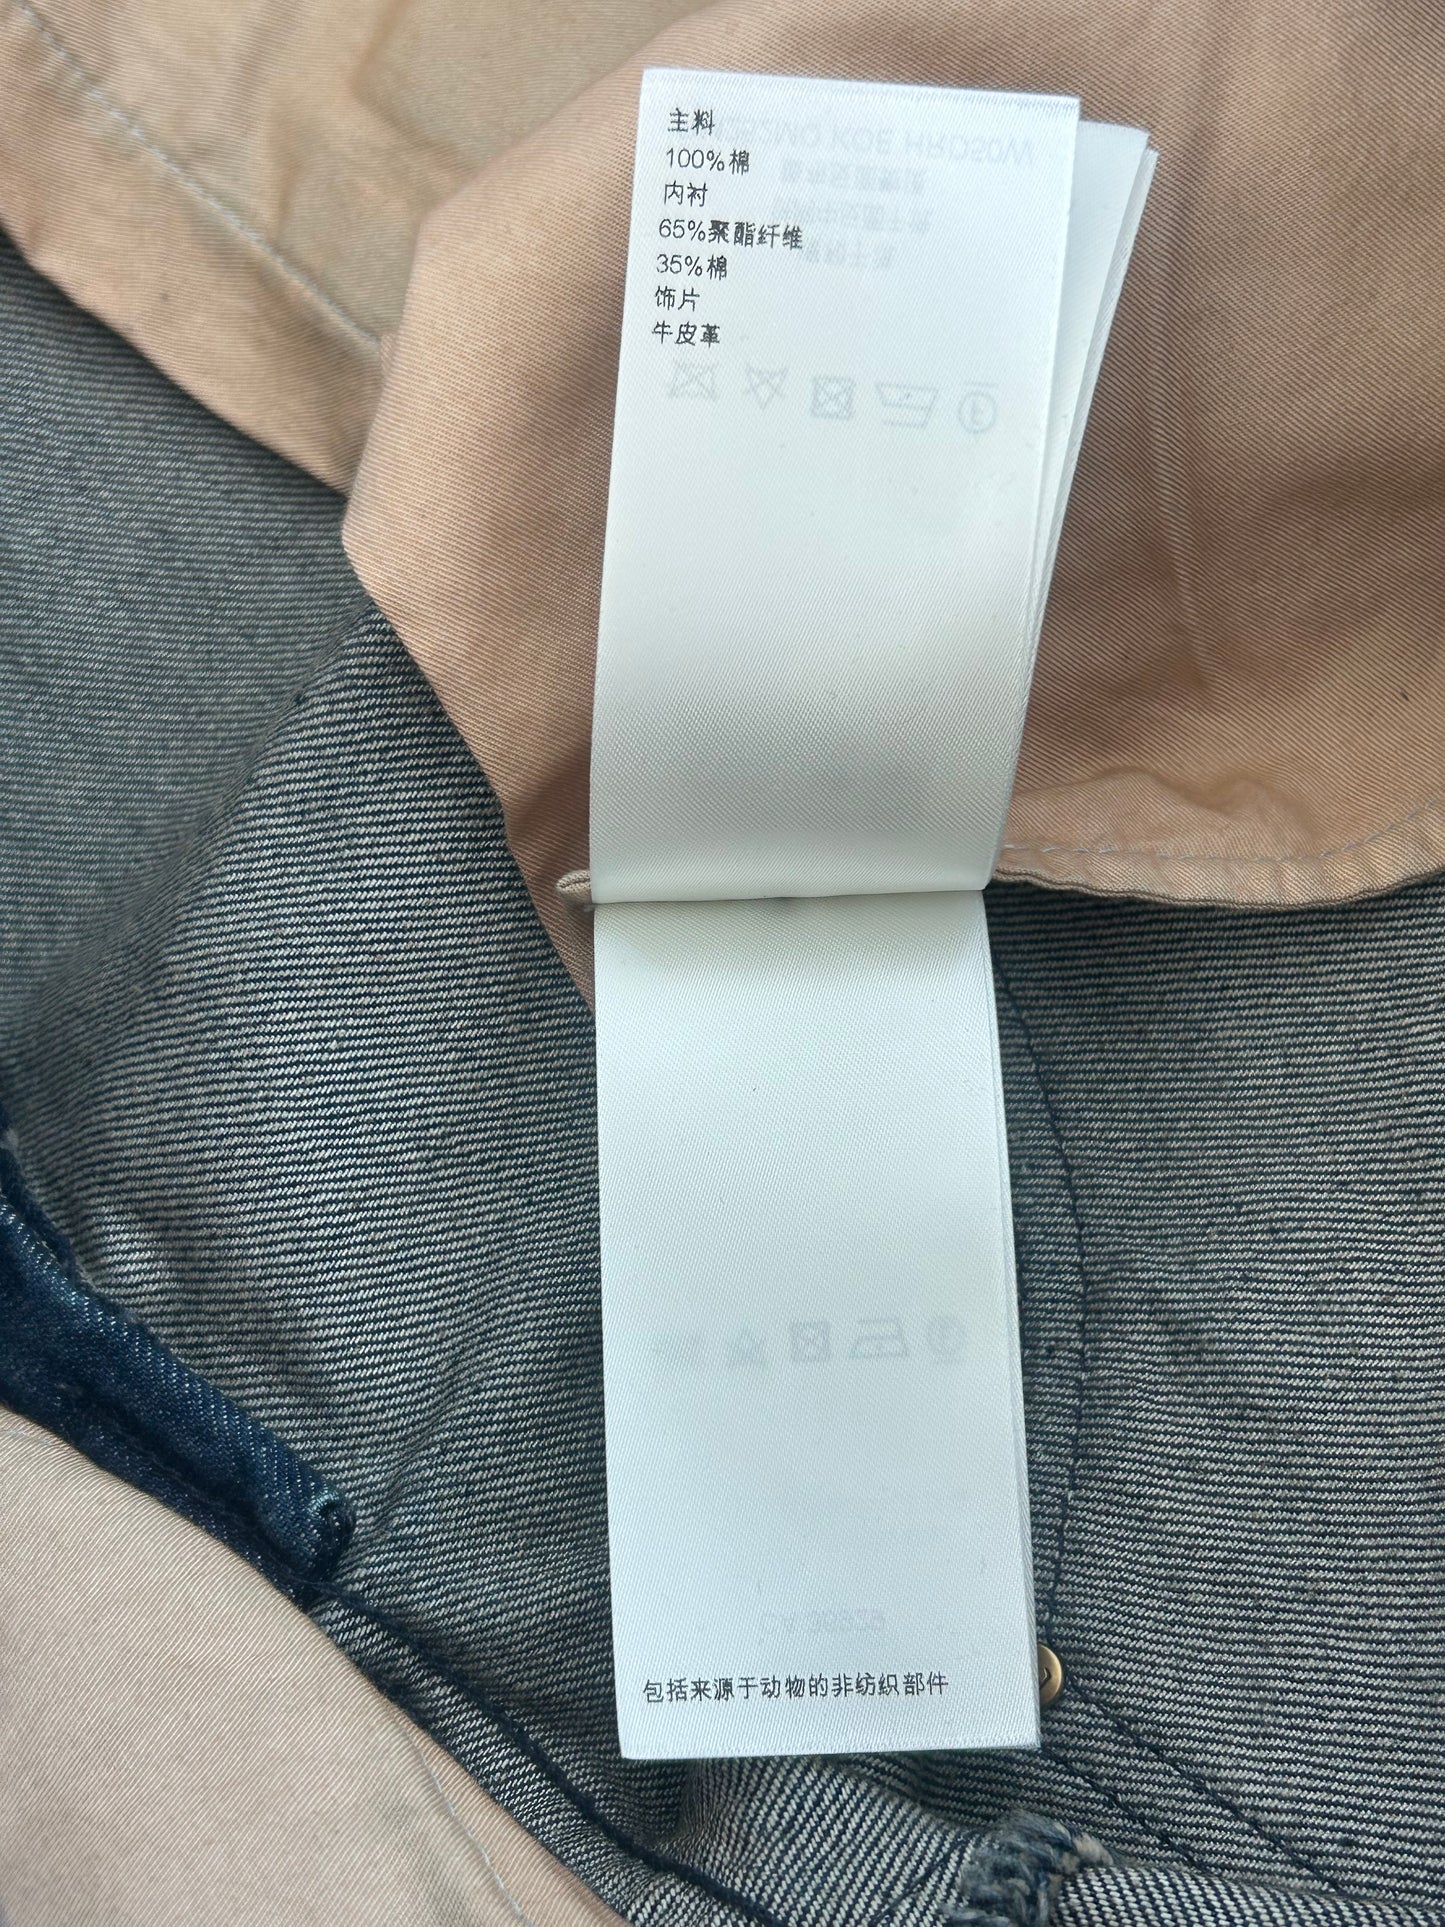 主料
100%棉
内衬
65%聚酯纤维
35%棉
饰片
牛皮革
包括来源于动物的非纺织部件